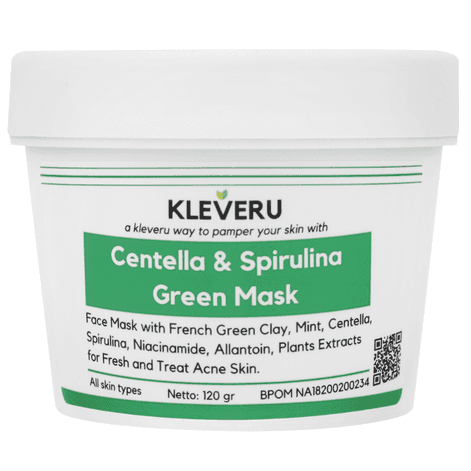 KLEVERU
a kleveru way to pamper your skin with
Centella & Spirulina
Green Mask
Face Mask with French Green Clay, Mint, Centella,
Spirulina, Niacinamide, Allantoin, Plants Extracts
for Fresh and Treat Acne Skin.
All skin types Netto: 120 gr BPOM NA18200200234